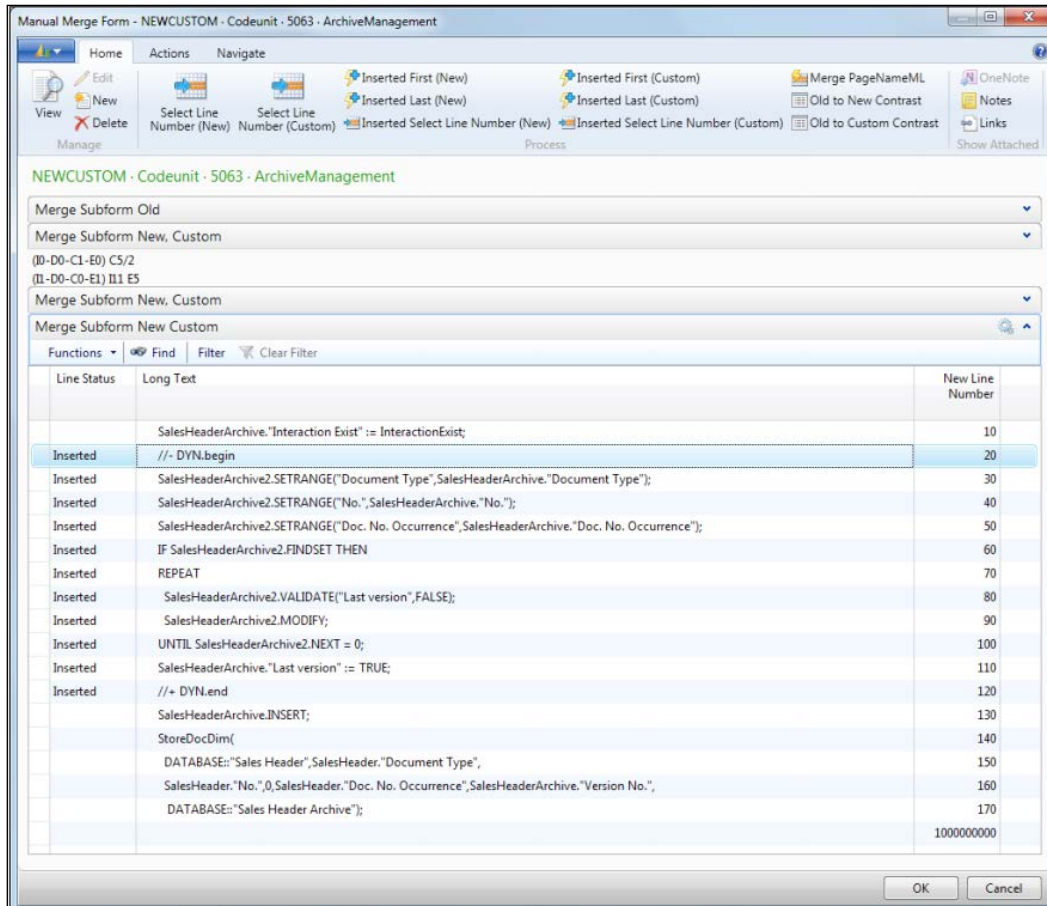 Manual Merge Form - NEWCUSTOM · Codeunit · 5063 · ArchiveManagement
Home Actions Navigate
View
Edit
New
Delete
Manage
Select Line Number (New)
Select Line Number (Custom)
Inserted First (New)
Inserted Last (New)
Inserted Select Line Number (New)
Inserted First (Custom)
Inserted Last (Custom)
Inserted Select Line Number (Custom)
Merge PageNameML
Old to New Contrast
Old to Custom Contrast
Process
OneNote
Notes
Links
Show Attached
NEWCUSTOM · Codeunit · 5063 · ArchiveManagement
Merge Subform Old
Merge Subform New, Custom
(I0-D0-C1-E0) C5/2
(I1-D0-C0-E1) I11 E5
Merge Subform New, Custom
Merge Subform New Custom
Functions Find Filter Clear Filter
Line Status Long Text New Line Number
SalesHeaderArchive."Interaction Exist" := InteractionExist; 10
Inserted //- DYN.begin 20
Inserted SalesHeaderArchive2.SETRANGE("Document Type",SalesHeaderArchive."Document Type"); 30
Inserted SalesHeaderArchive2.SETRANGE("No.",SalesHeaderArchive."No."); 40
Inserted SalesHeaderArchive2.SETRANGE("Doc. No. Occurrence",SalesHeaderArchive."Doc. No. Occurrence"); 50
Inserted IF SalesHeaderArchive2.FINDSET THEN 60
Inserted REPEAT 70
Inserted SalesHeaderArchive2.VALIDATE("Last version",FALSE); 80
Inserted SalesHeaderArchive2.MODIFY; 90
Inserted UNTIL SalesHeaderArchive2.NEXT = 0; 100
Inserted SalesHeaderArchive."Last version" := TRUE; 110
Inserted //+ DYN.end 120
SalesHeaderArchive.INSERT; 130
StoreDocDim( 140
DATABASE::"Sales Header",SalesHeader."Document Type", 150
SalesHeader."No.",0,SalesHeader."Doc. No. Occurrence",SalesHeaderArchive."Version No.", 160
DATABASE::"Sales Header Archive"); 170
1000000000
OK Cancel